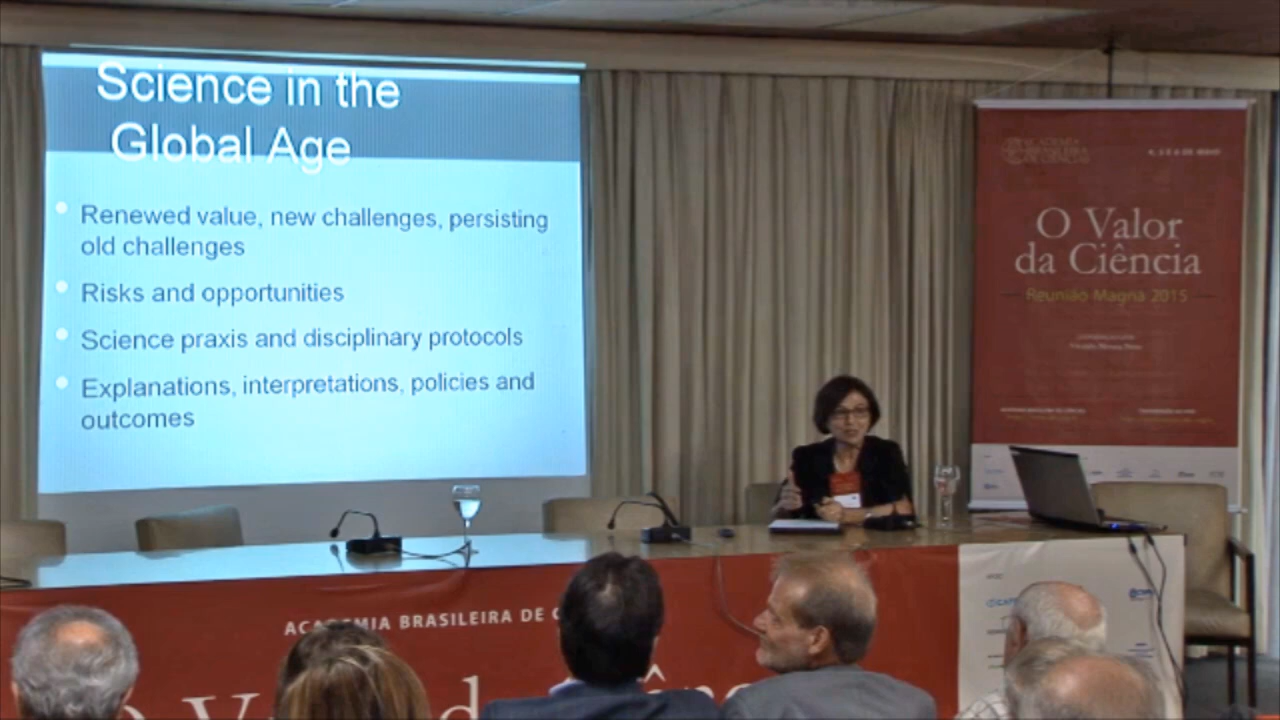 Science in the
Global Age
Renewed value, new challenges, persisting
old challenges
Risks and opportunities
Science praxis and disciplinary protocols
Explanations, interpretations, policies and
outcomes
O Valor
da Ciência
Reunião Magna 2015
ACADEMIA BRASILEIRA DE C